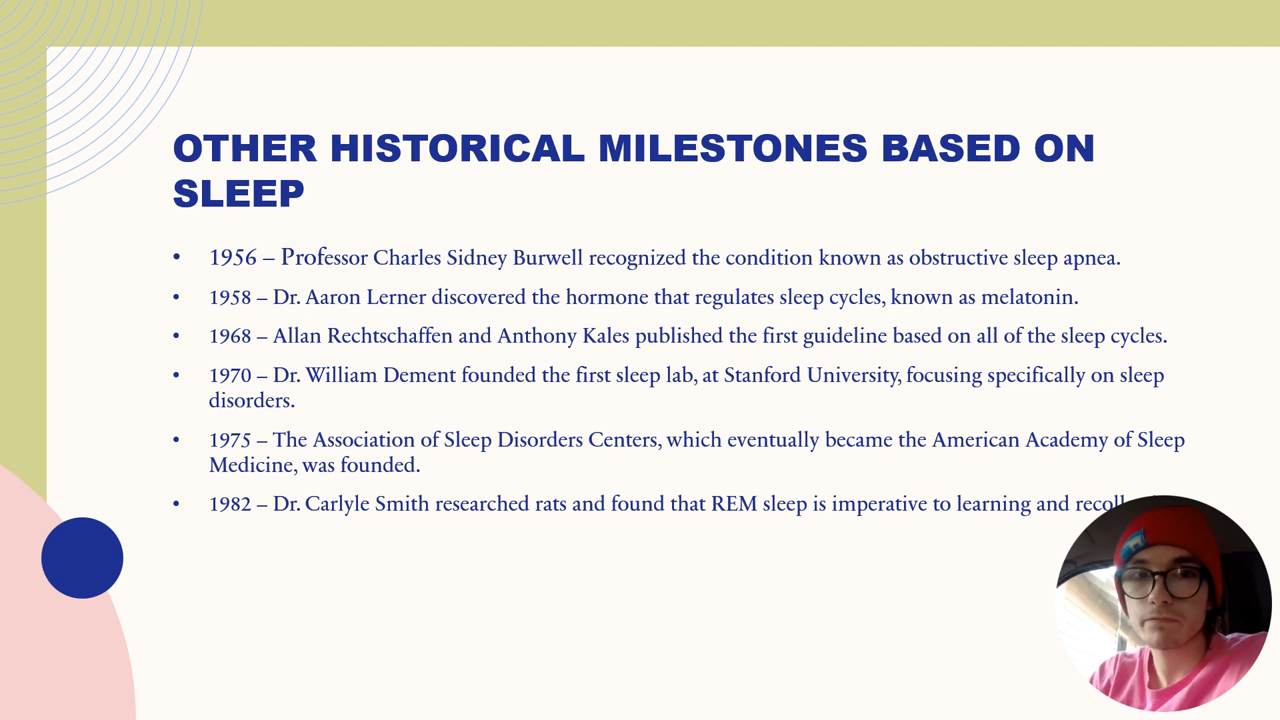 OTHER HISTORICAL MILESTONES BASED ON
SLEEP
• 1956 – Professor Charles Sidney Burwell recognized the condition known as obstructive sleep apnea.
• 1958 – Dr. Aaron Lerner discovered the hormone that regulates sleep cycles, known as melatonin.
• 1968 – Allan Rechtschaffen and Anthony Kales published the first guideline based on all of the sleep cycles.
• 1970 – Dr. William Dement founded the first sleep lab, at Stanford University, focusing specifically on sleep
disorders.
• 1975 – The Association of Sleep Disorders Centers, which eventually became the American Academy of Sleep
Medicine, was founded.
• 1982 – Dr. Carlyle Smith researched rats and found that REM sleep is imperative to learning and